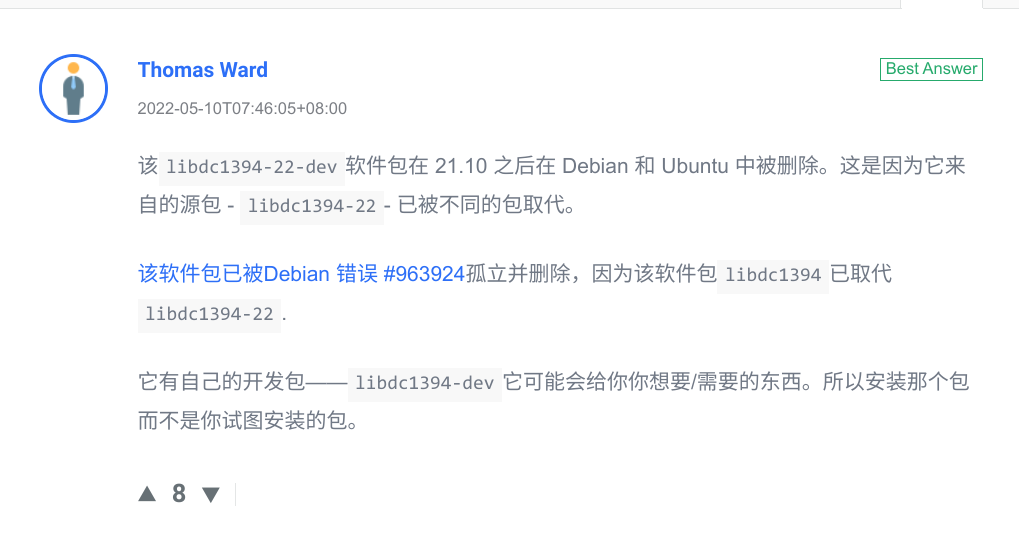 Thomas Ward
Best Answer
2022-05-10T07:46:05+08:00
该 libdc1394-22-dev 软件包在 21.10 之后在 Debian 和 Ubuntu 中被删除。这是因为它来
自的源包 - libdc1394-22 - 已被不同的包取代。
该软件包已被Debian 错误 #963924孤立并删除，因为该软件包 libdc1394 已取代
libdc1394-22 .
它有自己的开发包—— libdc1394-dev 它可能会给你你想要/需要的东西。所以安装那个包
而不是你试图安装的包。
▲ 8 ▼